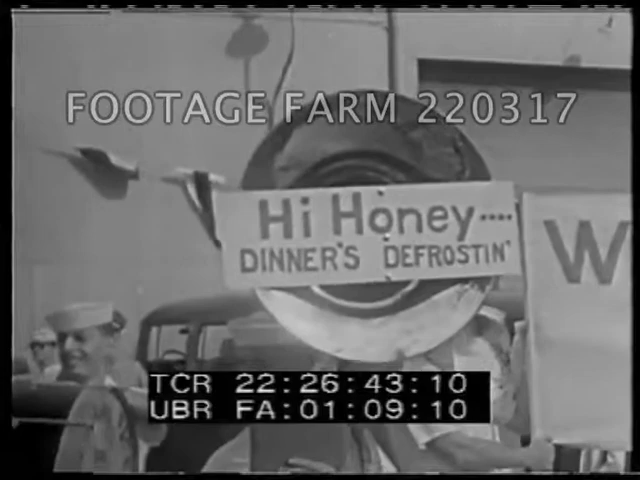 FOOTAGE FARM 220317
Hi Honey----
DINNER'S DEFROSTIN'
W
TCR 22:26:43:10
UBR FA:01:09:10